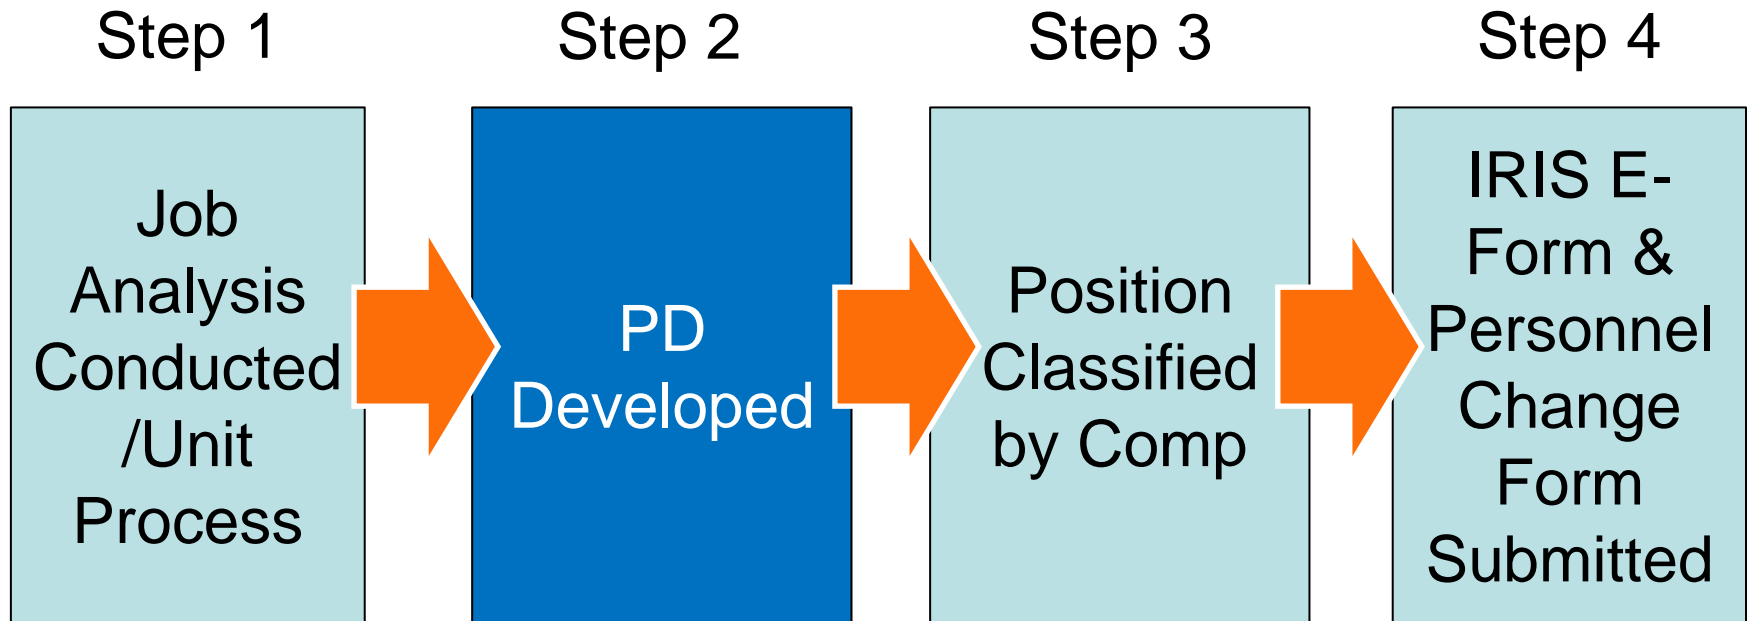 Step 1
Step 2
Step 3
Step 4
Job
Analysis
Conducted
/Unit
Process
PD
Developed
Position
Classified
by Comp
IRIS E-
Form &
Personnel
Change
Form
Submitted